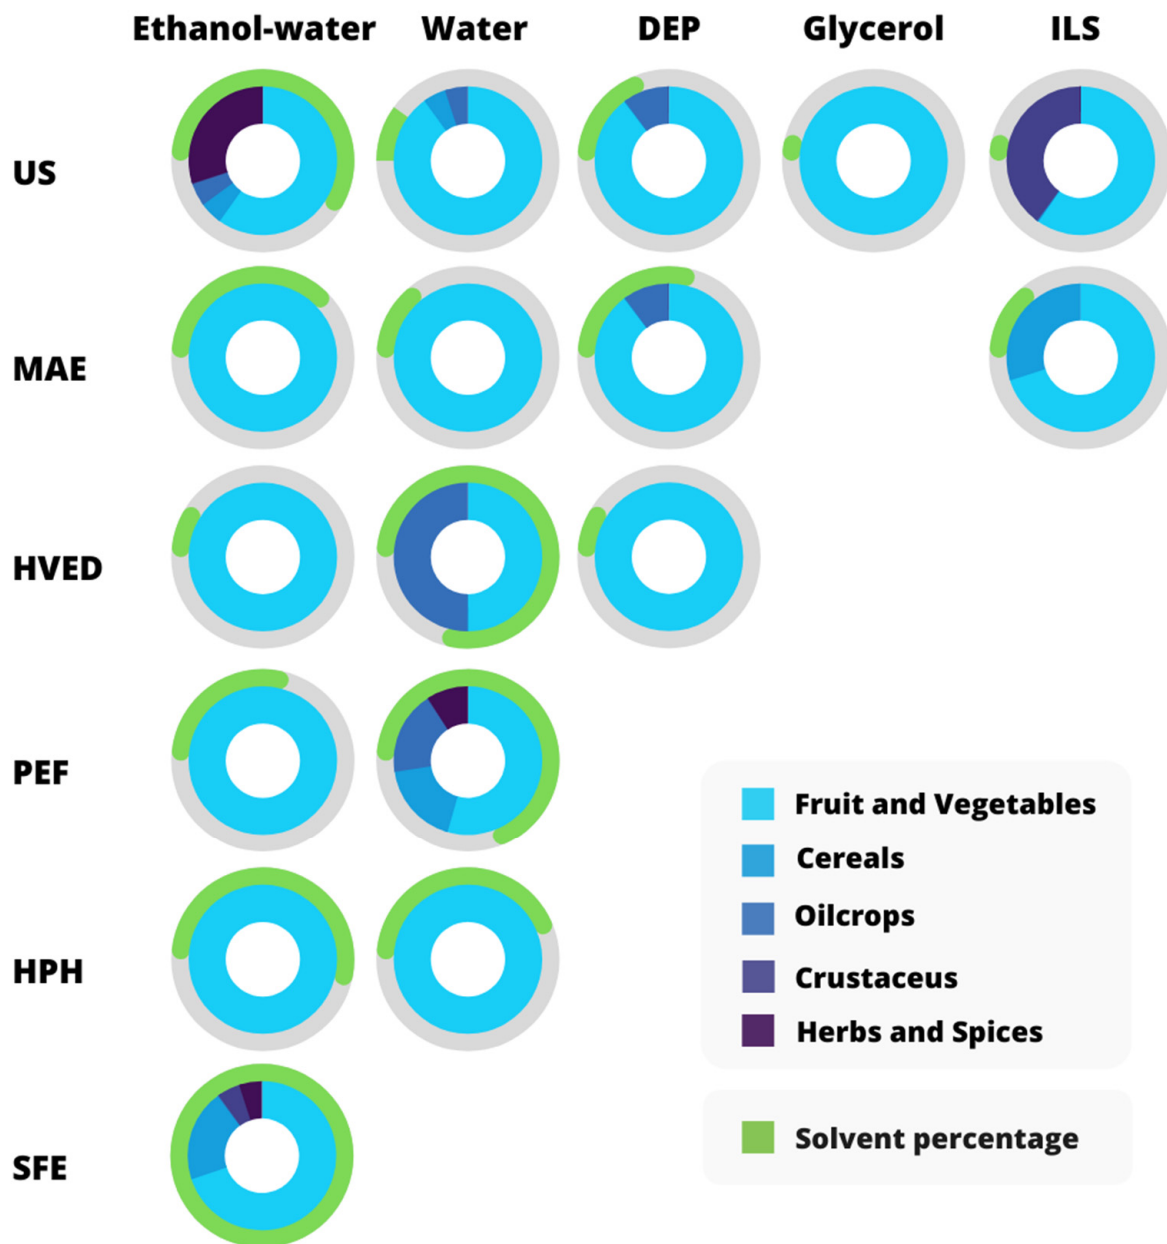 Ethanol-water Water DEP Glycerol ILS
US
MAE
HVED
PEF
HPH
SFE
Fruit and Vegetables
Cereals
Oilcrops
Crustaceus
Herbs and Spices
Solvent percentage